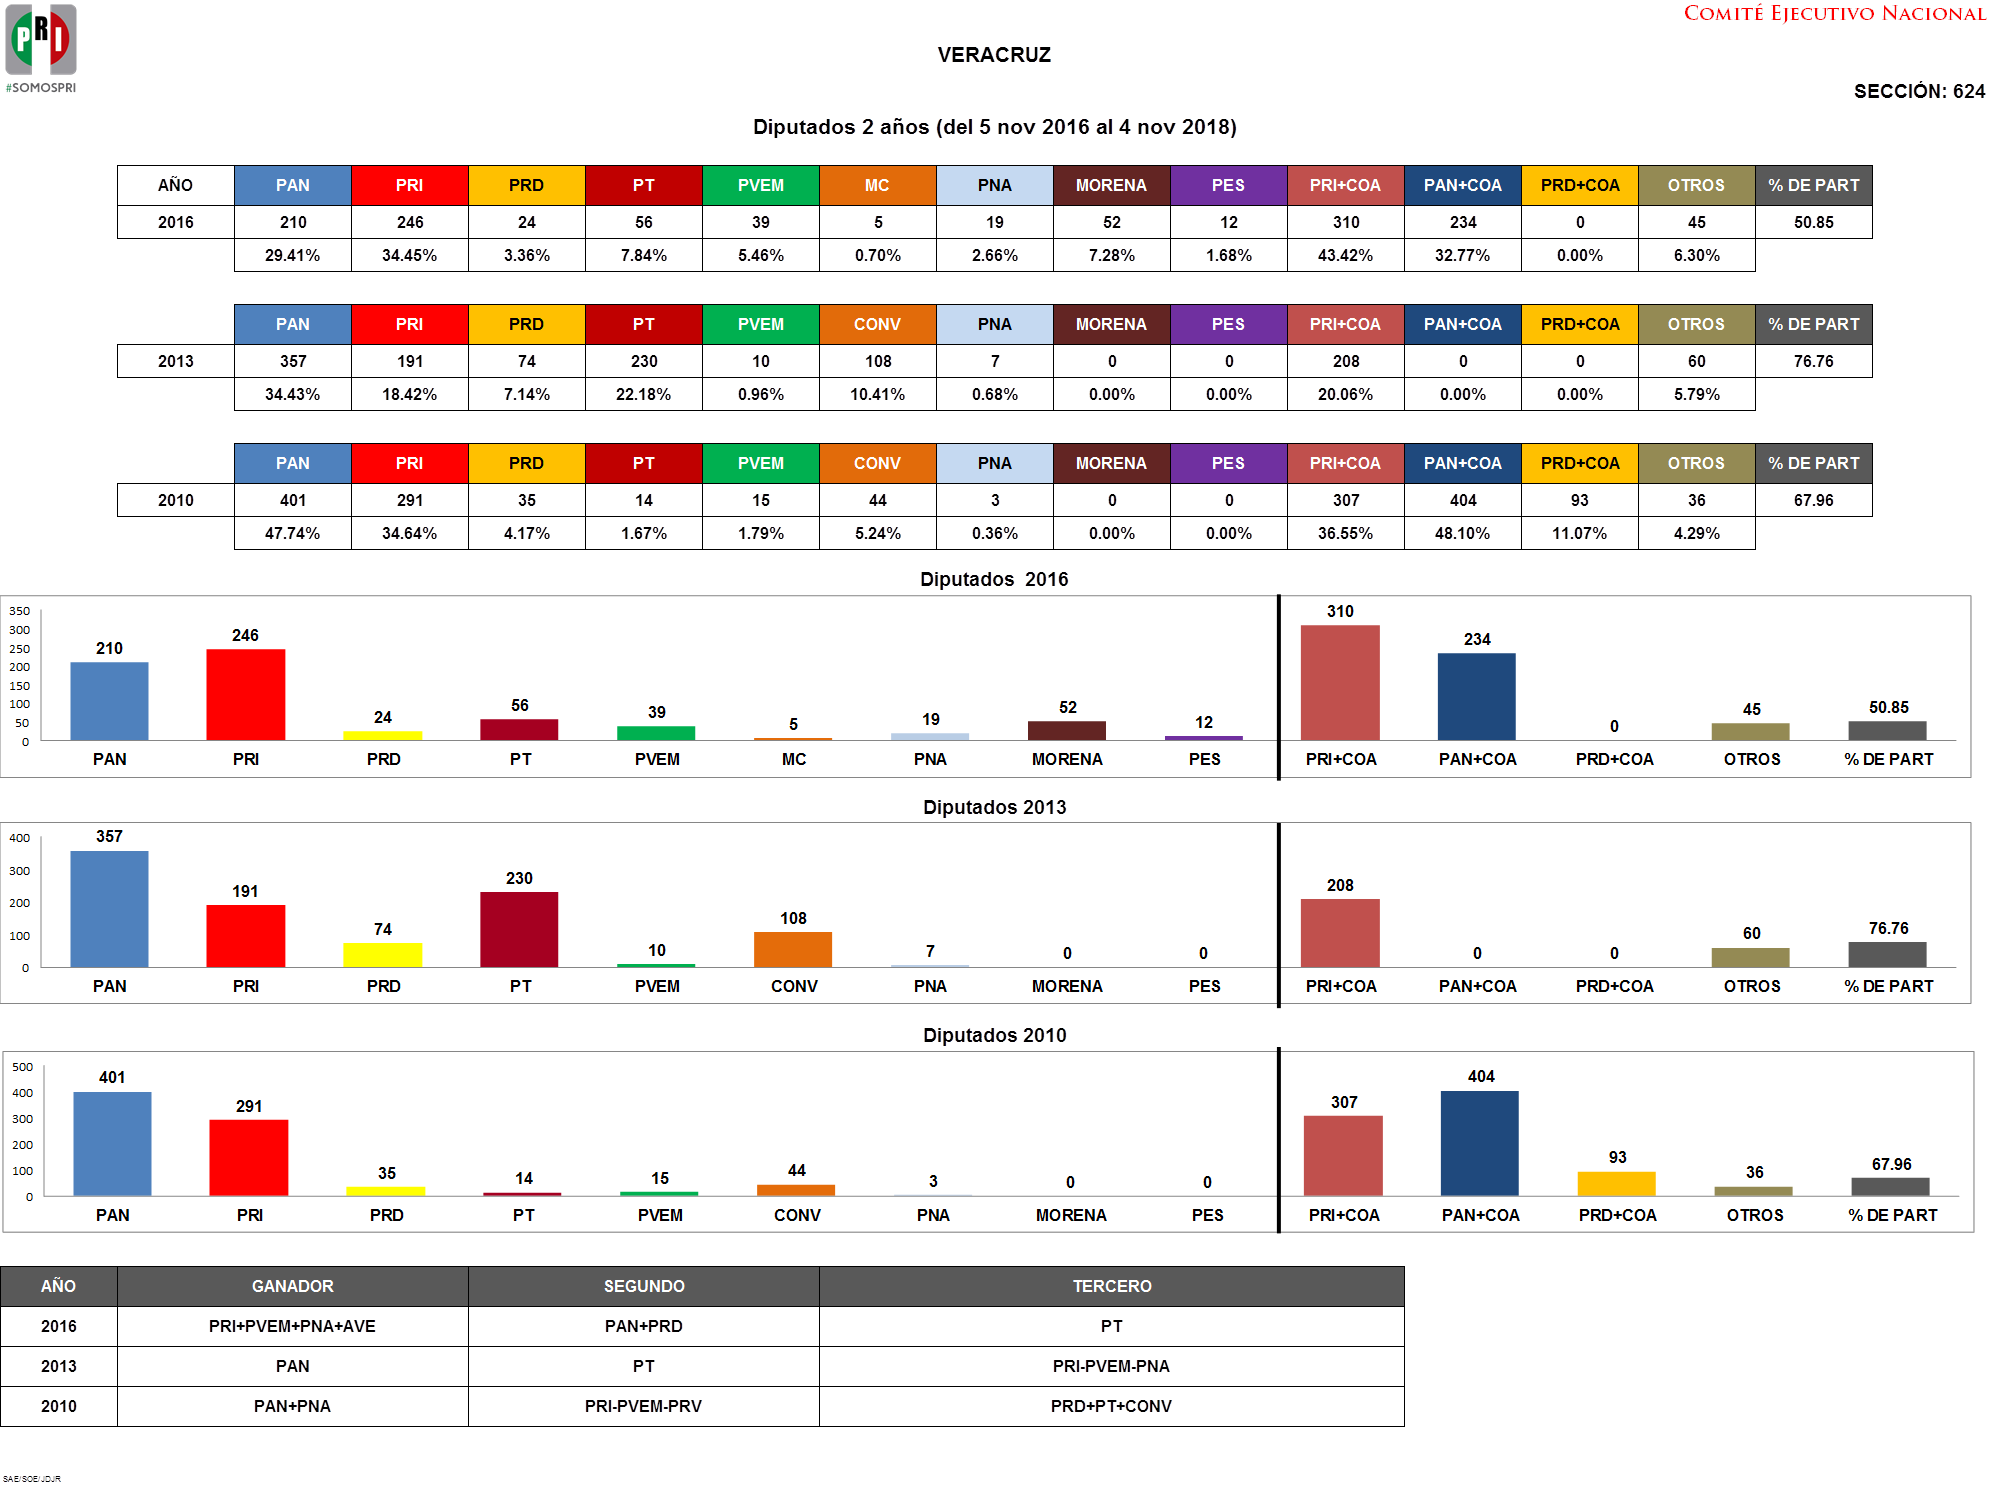 PRI
#SOMOSPRI
COMITÉ EJECUTIVO NACIONAL
VERACRUZ
SECCIÓN: 624
Diputados 2 años (del 5 nov 2016 al 4 nov 2018)
AÑO PAN PRI PRD PT PVEM MC PNA MORENA PES PRI+COA PAN+COA PRD+COA OTROS % DE PART
2016 210 246 24 56 39 5 19 52 12 310 234 0 45 50.85
29.41% 34.45% 3.36% 7.84% 5.46% 0.70% 2.66% 7.28% 1.68% 43.42% 32.77% 0.00% 6.30%
PAN PRI PRD PT PVEM CONV PNA MORENA PES PRI+COA PAN+COA PRD+COA OTROS % DE PART
2013 357 191 74 230 10 108 7 0 0 208 0 0 60 76.76
34.43% 18.42% 7.14% 22.18% 0.96% 10.41% 0.68% 0.00% 0.00% 20.06% 0.00% 0.00% 5.79%
PAN PRI PRD PT PVEM CONV PNA MORENA PES PRI+COA PAN+COA PRD+COA OTROS % DE PART
2010 401 291 35 14 15 44 3 0 0 307 404 93 36 67.96
47.74% 34.64% 4.17% 1.67% 1.79% 5.24% 0.36% 0.00% 0.00% 36.55% 48.10% 11.07% 4.29%
Diputados 2016
350
300
250
200
150
100
50
0
210 246 24 56 39 5 19 52 12 310 234 0 45 50.85
PAN PRI PRD PT PVEM MC PNA MORENA PES PRI+COA PAN+COA PRD+COA OTROS % DE PART
Diputados 2013
400
300
200
100
0
357 191 74 230 10 108 7 0 0 208 0 0 60 76.76
PAN PRI PRD PT PVEM CONV PNA MORENA PES PRI+COA PAN+COA PRD+COA OTROS % DE PART
Diputados 2010
500
400
300
200
100
0
401 291 35 14 15 44 3 0 0 307 404 93 36 67.96
PAN PRI PRD PT PVEM CONV PNA MORENA PES PRI+COA PAN+COA PRD+COA OTROS % DE PART
AÑO GANADOR SEGUNDO TERCERO
2016 PRI+PVEM+PNA+AVE PAN+PRD PT
2013 PAN PT PRI-PVEM-PNA
2010 PAN+PNA PRI-PVEM-PRV PRD+PT+CONV
SAE/SOE/JDJR